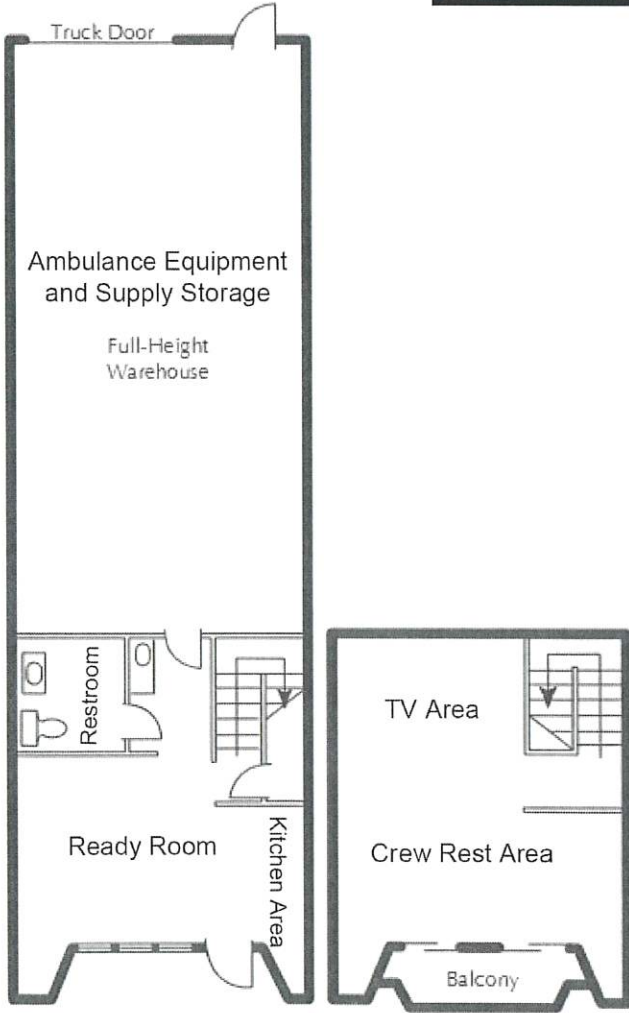 Truck Door
Ambulance Equipment
and Supply Storage
Full-Height
Warehouse
Restroom
Ready Room
Kitchen Area
TV Area
Crew Rest Area
Balcony